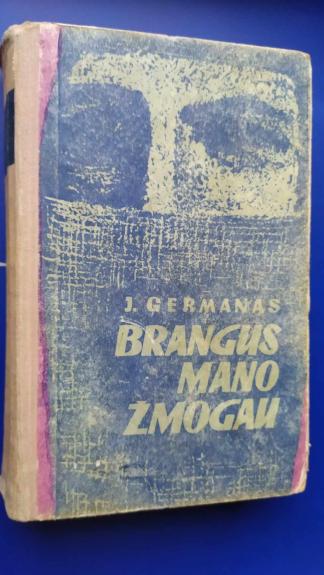 J. GERMANAS
BRANGUS
MANO
ŽMOGAU